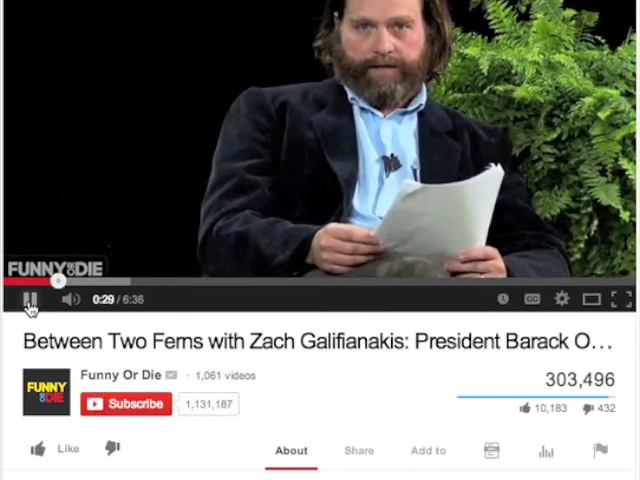 FUNNY OR DIE
0:29 / 6:36
CC
Between Two Ferns with Zach Galifianakis: President Barack O...
FUNNY OR DIE
Funny Or Die · 1,061 videos
Subscribe 1,131,187
303,496
10,183 432
Like
About Share Add to